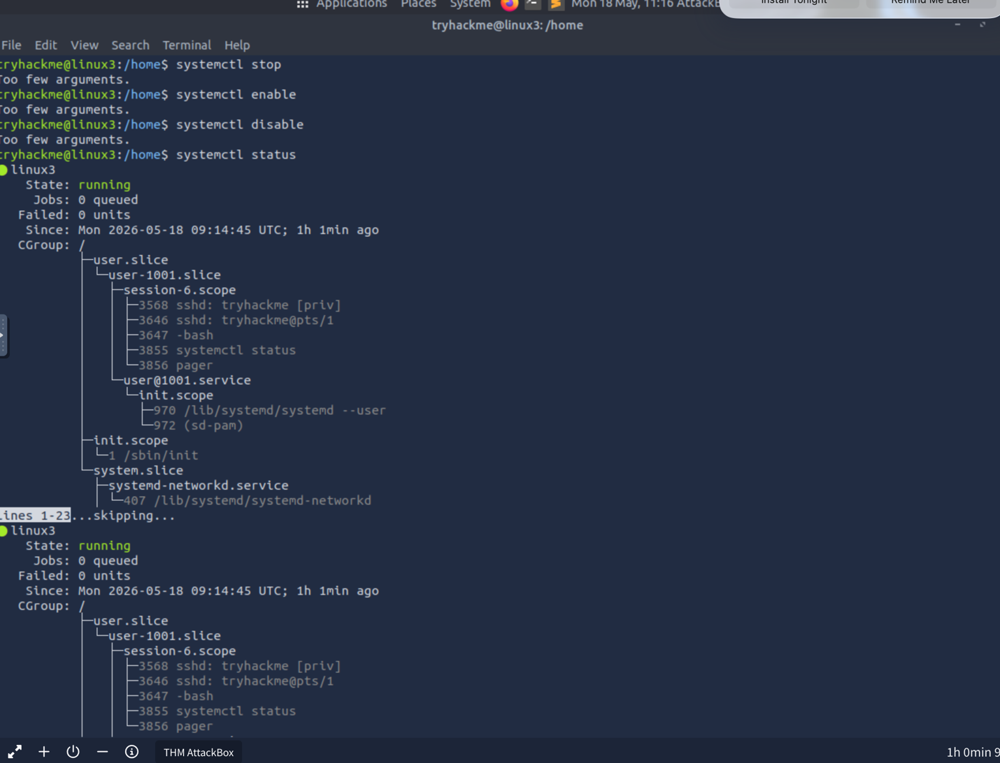 Applications Places System Mon 18 May, 11:16 AttackB
Install Tonight Remind Me Later
tryhackme@linux3: /home
File Edit View Search Terminal Help
tryhackme@linux3:/home$ systemctl stop
Too few arguments.
tryhackme@linux3:/home$ systemctl enable
Too few arguments.
tryhackme@linux3:/home$ systemctl disable
Too few arguments.
tryhackme@linux3:/home$ systemctl status
● linux3
State: running
Jobs: 0 queued
Failed: 0 units
Since: Mon 2026-05-18 09:14:45 UTC; 1h 1min ago
CGroup: /
├─user.slice
│ └─user-1001.slice
│ ├─session-6.scope
│ │ ├─3568 sshd: tryhackme [priv]
│ │ ├─3646 sshd: tryhackme@pts/1
│ │ ├─3647 -bash
│ │ ├─3855 systemctl status
│ │ └─3856 pager
│ └─user@1001.service
│ └─init.scope
│ ├─970 /lib/systemd/systemd --user
│ └─972 (sd-pam)
├─init.scope
│ └─1 /sbin/init
└─system.slice
├─systemd-networkd.service
│ └─407 /lib/systemd/systemd-networkd
lines 1-23...skipping...
● linux3
State: running
Jobs: 0 queued
Failed: 0 units
Since: Mon 2026-05-18 09:14:45 UTC; 1h 1min ago
CGroup: /
├─user.slice
│ └─user-1001.slice
│ ├─session-6.scope
│ │ ├─3568 sshd: tryhackme [priv]
│ │ ├─3646 sshd: tryhackme@pts/1
│ │ ├─3647 -bash
│ │ ├─3855 systemctl status
│ │ └─3856 pager
THM AttackBox
1h 0min 9